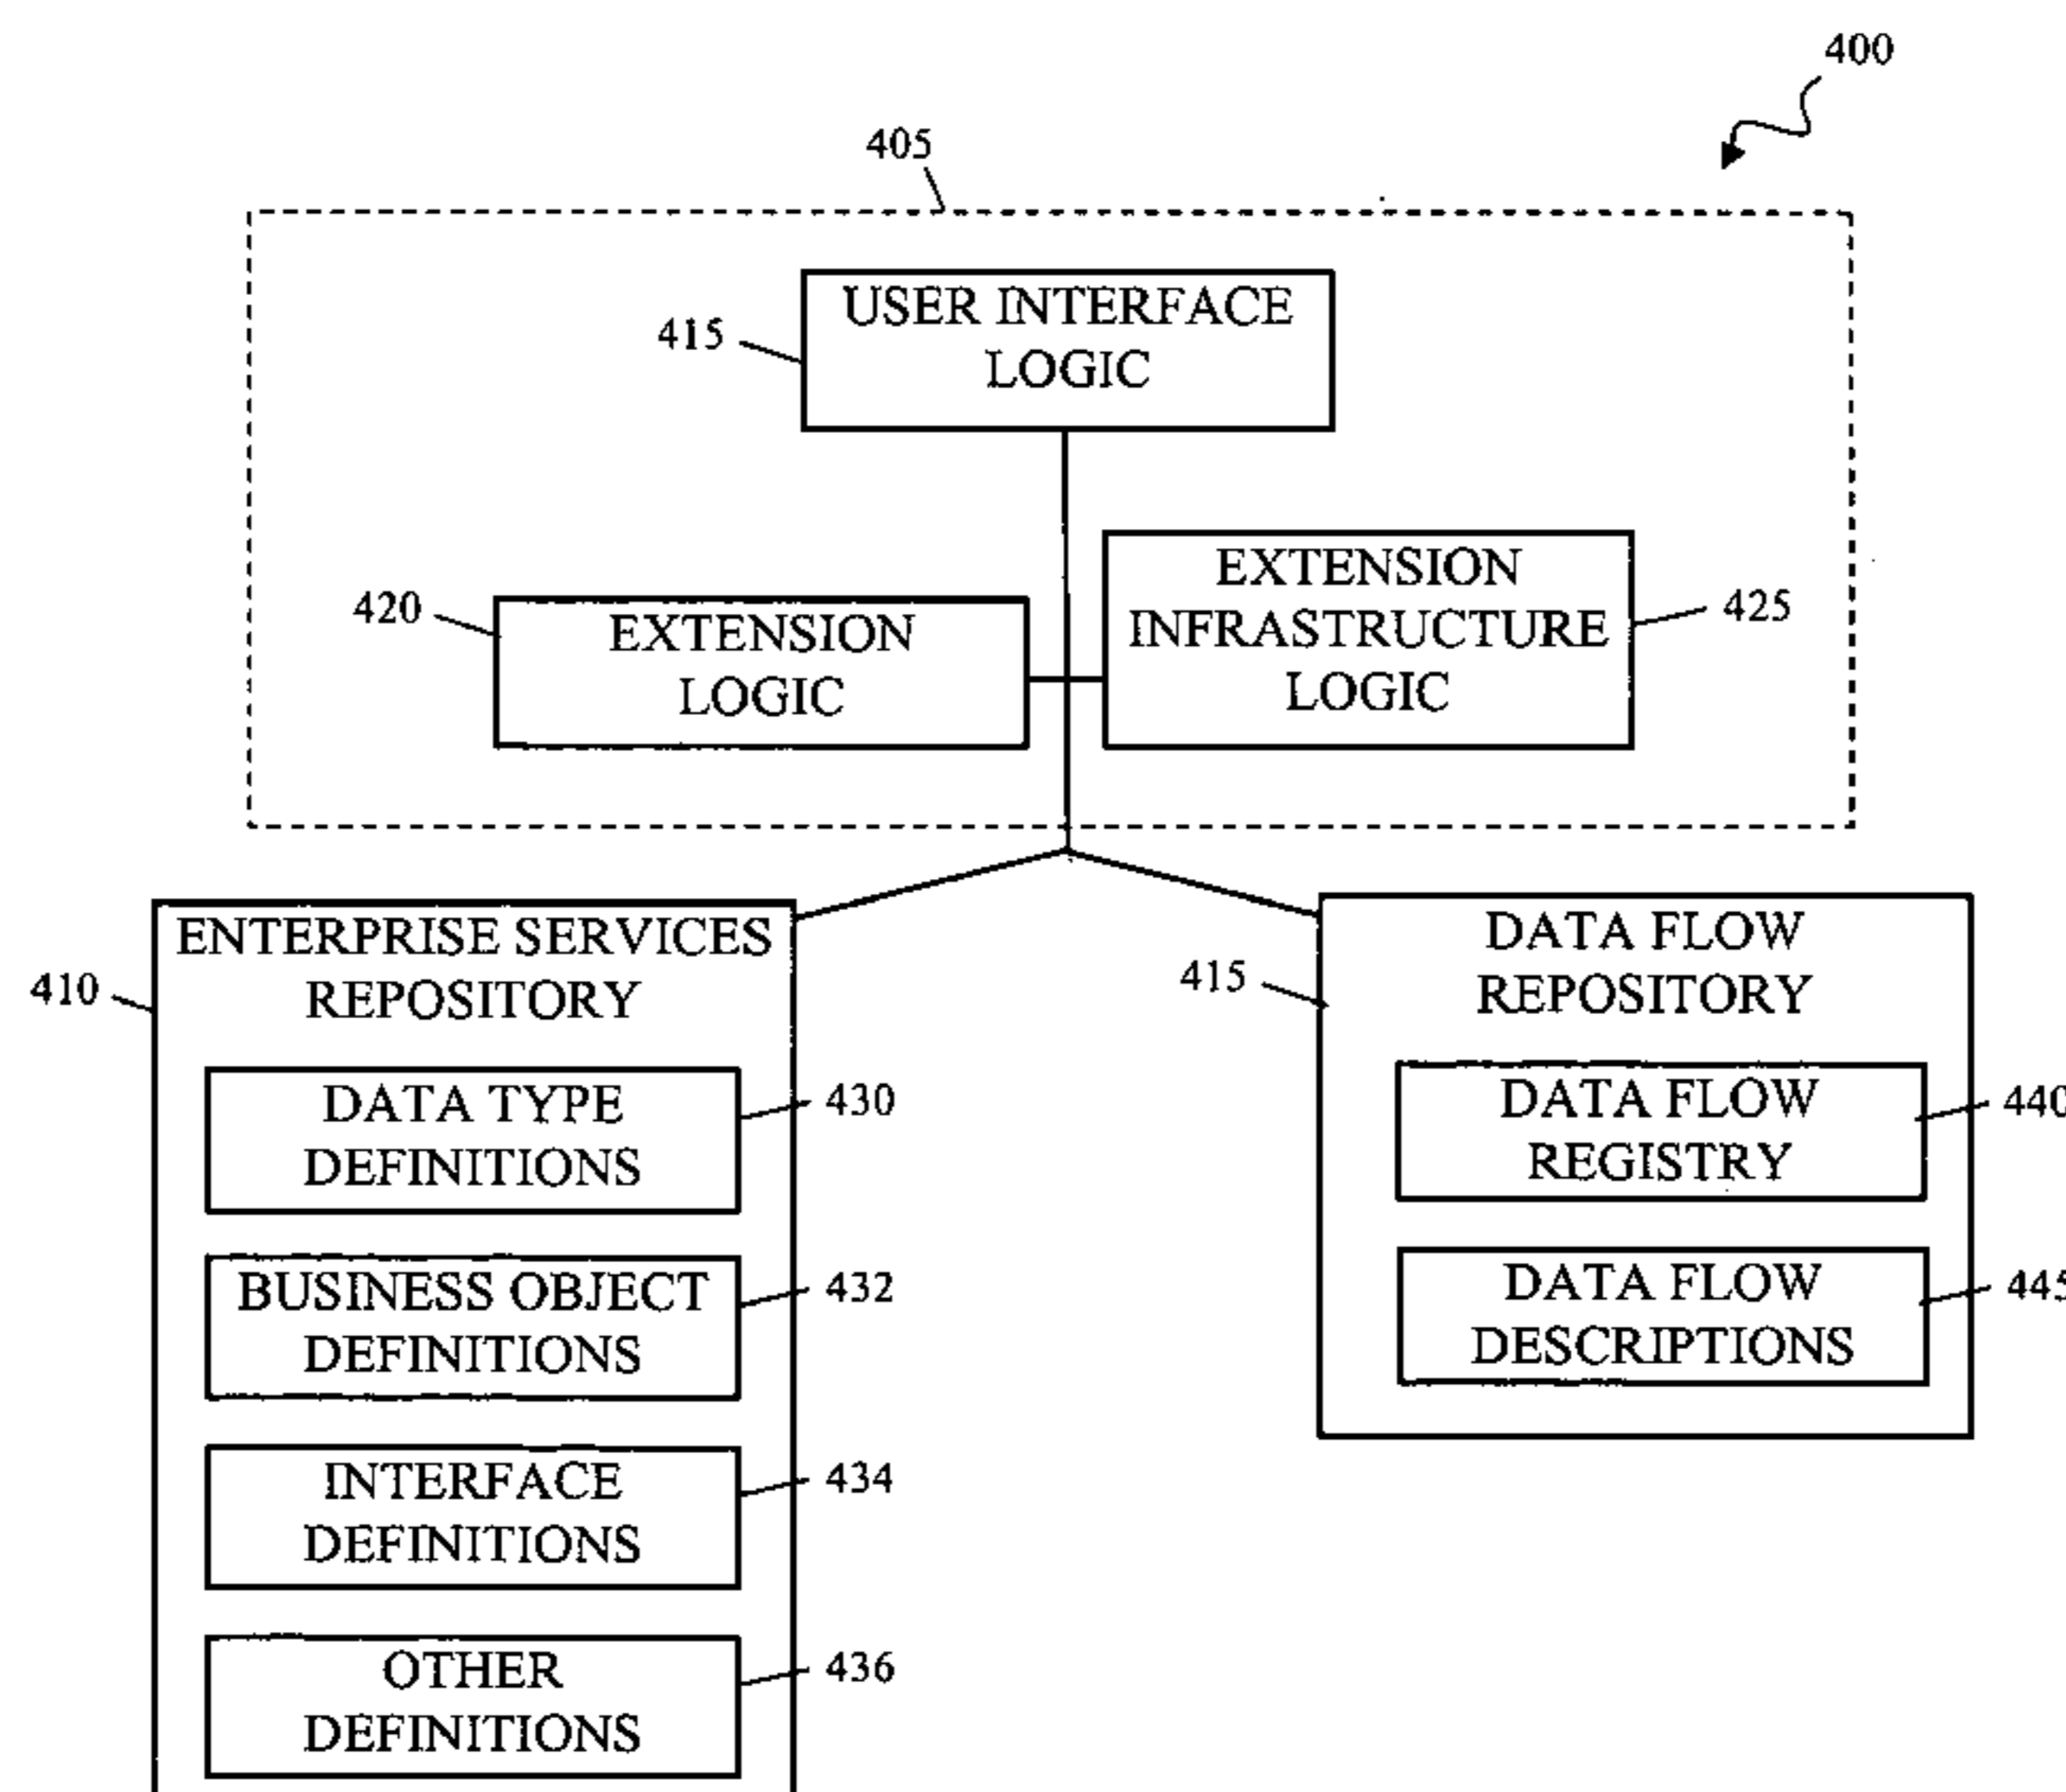 400
405
USER INTERFACE
LOGIC
415
EXTENSION
INFRASTRUCTURE
LOGIC
425
420
EXTENSION
LOGIC
ENTERPRISE SERVICES
REPOSITORY
410
DATA TYPE
DEFINITIONS
430
BUSINESS OBJECT
DEFINITIONS
432
INTERFACE
DEFINITIONS
434
OTHER
DEFINITIONS
436
DATA FLOW
REPOSITORY
415
DATA FLOW
REGISTRY
440
DATA FLOW
DESCRIPTIONS
445